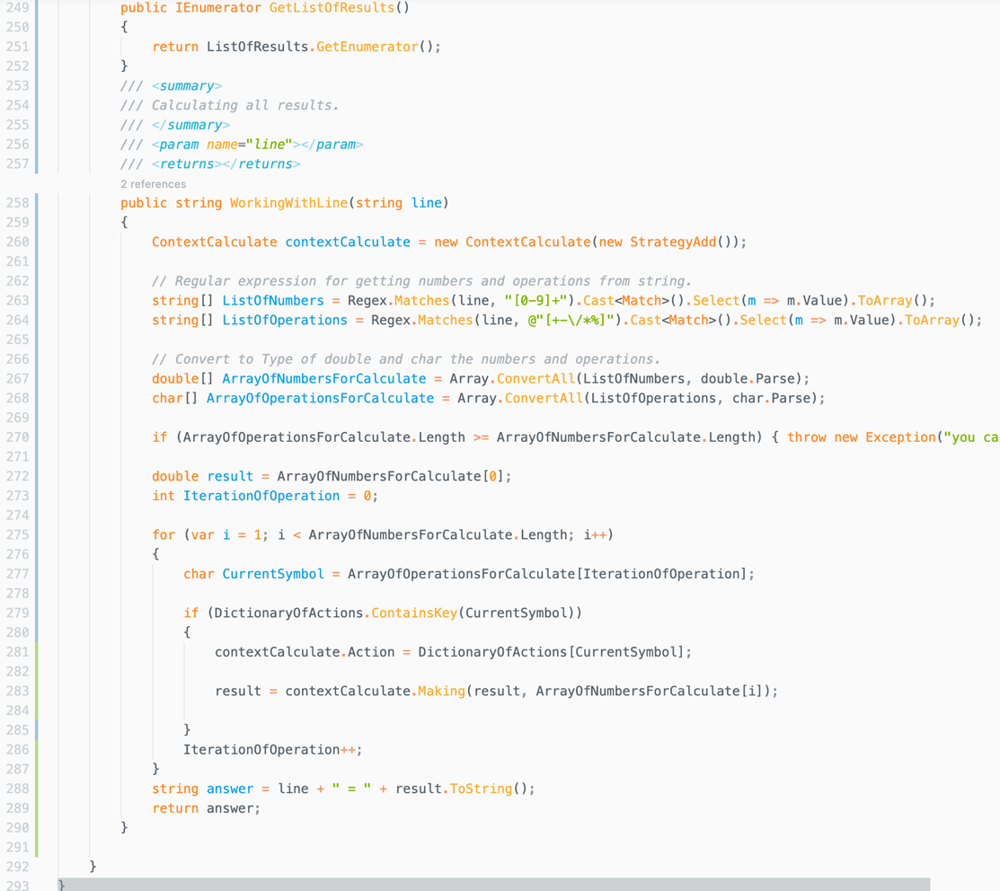 249 public IEnumerator GetListOfResults()
250 {
251 return ListOfResults.GetEnumerator();
252 }
253 /// <summary>
254 /// Calculating all results.
255 /// </summary>
256 /// <param name="line"></param>
257 /// <returns></returns>
2 references
258 public string WorkingWithLine(string line)
259 {
260 ContextCalculate contextCalculate = new ContextCalculate(new StrategyAdd());
261
262 // Regular expression for getting numbers and operations from string.
263 string[] ListOfNumbers = Regex.Matches(line, "[0-9]+").Cast<Match>().Select(m => m.Value).ToArray();
264 string[] ListOfOperations = Regex.Matches(line, @"[+-\/*%]").Cast<Match>().Select(m => m.Value).ToArray();
265
266 // Convert to Type of double and char the numbers and operations.
267 double[] ArrayOfNumbersForCalculate = Array.ConvertAll(ListOfNumbers, double.Parse);
268 char[] ArrayOfOperationsForCalculate = Array.ConvertAll(ListOfOperations, char.Parse);
269
270 if (ArrayOfOperationsForCalculate.Length >= ArrayOfNumbersForCalculate.Length) { throw new Exception("you ca
271
272 double result = ArrayOfNumbersForCalculate[0];
273 int IterationOfOperation = 0;
274
275 for (var i = 1; i < ArrayOfNumbersForCalculate.Length; i++)
276 {
277 char CurrentSymbol = ArrayOfOperationsForCalculate[IterationOfOperation];
278
279 if (DictionaryOfActions.ContainsKey(CurrentSymbol))
280 {
281 contextCalculate.Action = DictionaryOfActions[CurrentSymbol];
282
283 result = contextCalculate.Making(result, ArrayOfNumbersForCalculate[i]);
284
285 }
286 IterationOfOperation++;
287 }
288 string answer = line + " = " + result.ToString();
289 return answer;
290 }
291
292 }
293 }